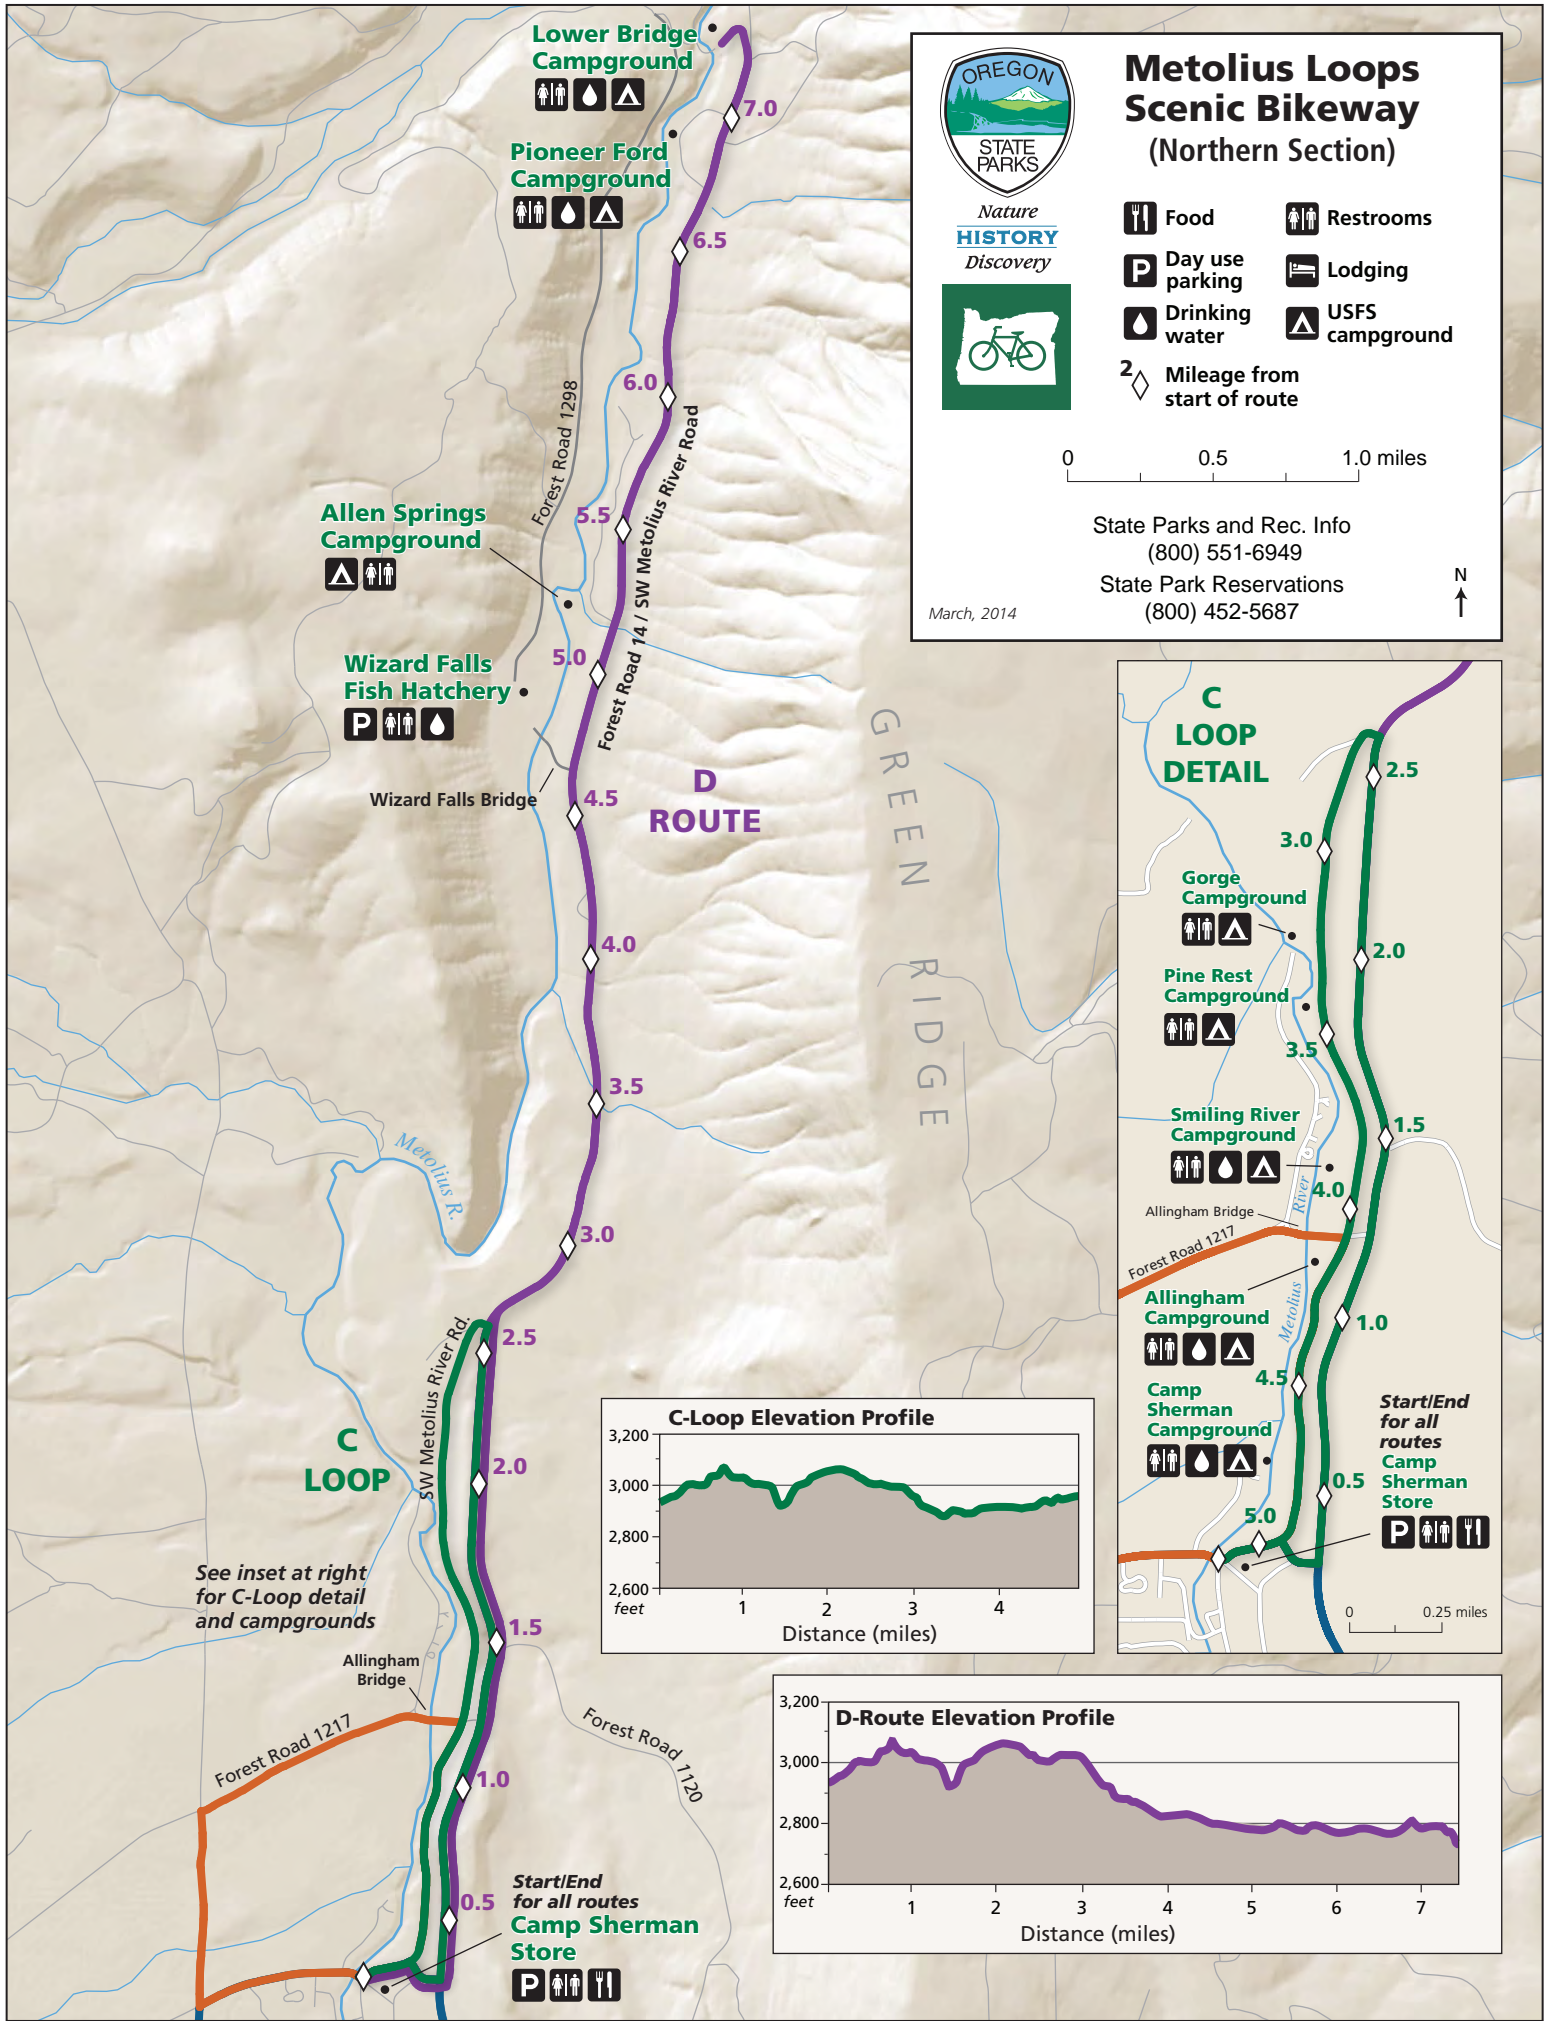 Lower Bridge
Campground
7.0
Pioneer Ford
Campground
6.5
6.0
Forest Road 1298
Forest Road 14 / SW Metolius River Road
Allen Springs
Campground
5.5
5.0
Wizard Falls
Fish Hatchery
P
Wizard Falls Bridge
4.5
D
ROUTE
GREEN RIDGE
4.0
3.5
Metolius R.
3.0
2.5
SW Metolius River Rd.
C
LOOP
2.0
See inset at right
for C-Loop detail
and campgrounds
1.5
Allingham
Bridge
Forest Road 1217
Forest Road 1120
1.0
0.5
Start/End
for all routes
Camp Sherman
Store
P
OREGON
STATE
PARKS
Nature
HISTORY
Discovery
Metolius Loops
Scenic Bikeway
(Northern Section)
Food
Restrooms
P
Day use
parking
Lodging
Drinking
water
USFS
campground
2
Mileage from
start of route
0 0.5 1.0 miles
State Parks and Rec. Info
(800) 551-6949
State Park Reservations
(800) 452-5687
March, 2014
N
C
LOOP
DETAIL
2.5
3.0
Gorge
Campground
2.0
Pine Rest
Campground
3.5
Smiling River
Campground
1.5
4.0
River
Allingham Bridge
Forest Road 1217
Metolius
Allingham
Campground
1.0
4.5
Camp
Sherman
Campground
Start/End
for all
routes
Camp
Sherman
Store
P
0.5
5.0
0 0.25 miles
C-Loop Elevation Profile
3,200
3,000
2,800
2,600
feet
1 2 3 4
Distance (miles)
D-Route Elevation Profile
3,200
3,000
2,800
2,600
feet
1 2 3 4 5 6 7
Distance (miles)